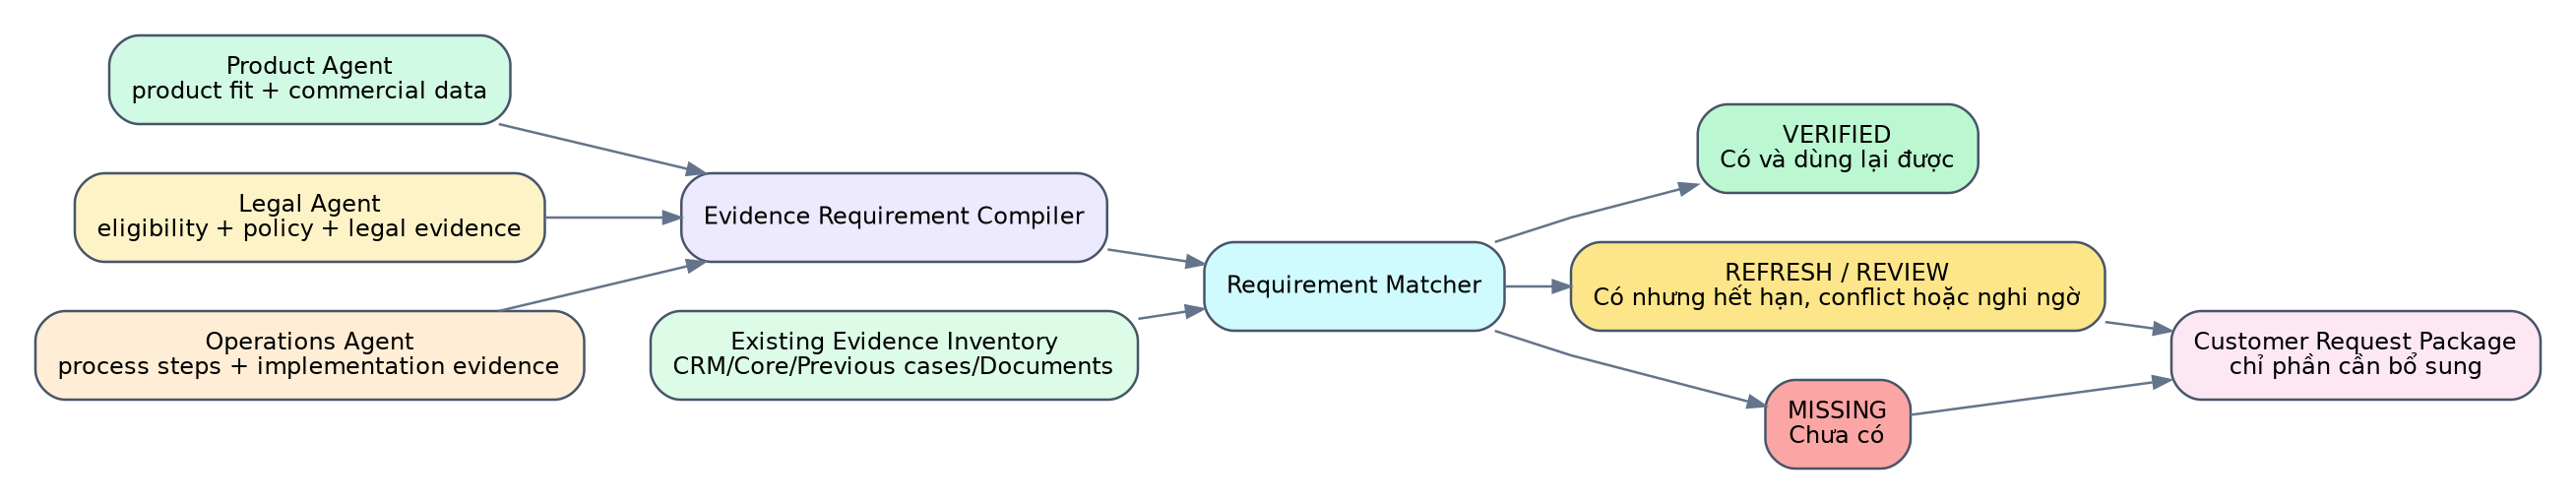 Product Agent
product fit + commercial data
Legal Agent
eligibility + policy + legal evidence
Operations Agent
process steps + implementation evidence
Evidence Requirement Compiler
Existing Evidence Inventory
CRM/Core/Previous cases/Documents
Requirement Matcher
VERIFIED
Có và dùng lại được
REFRESH / REVIEW
Có nhưng hết hạn, conflict hoặc nghi ngờ
MISSING
Chưa có
Customer Request Package
chỉ phần cần bổ sung